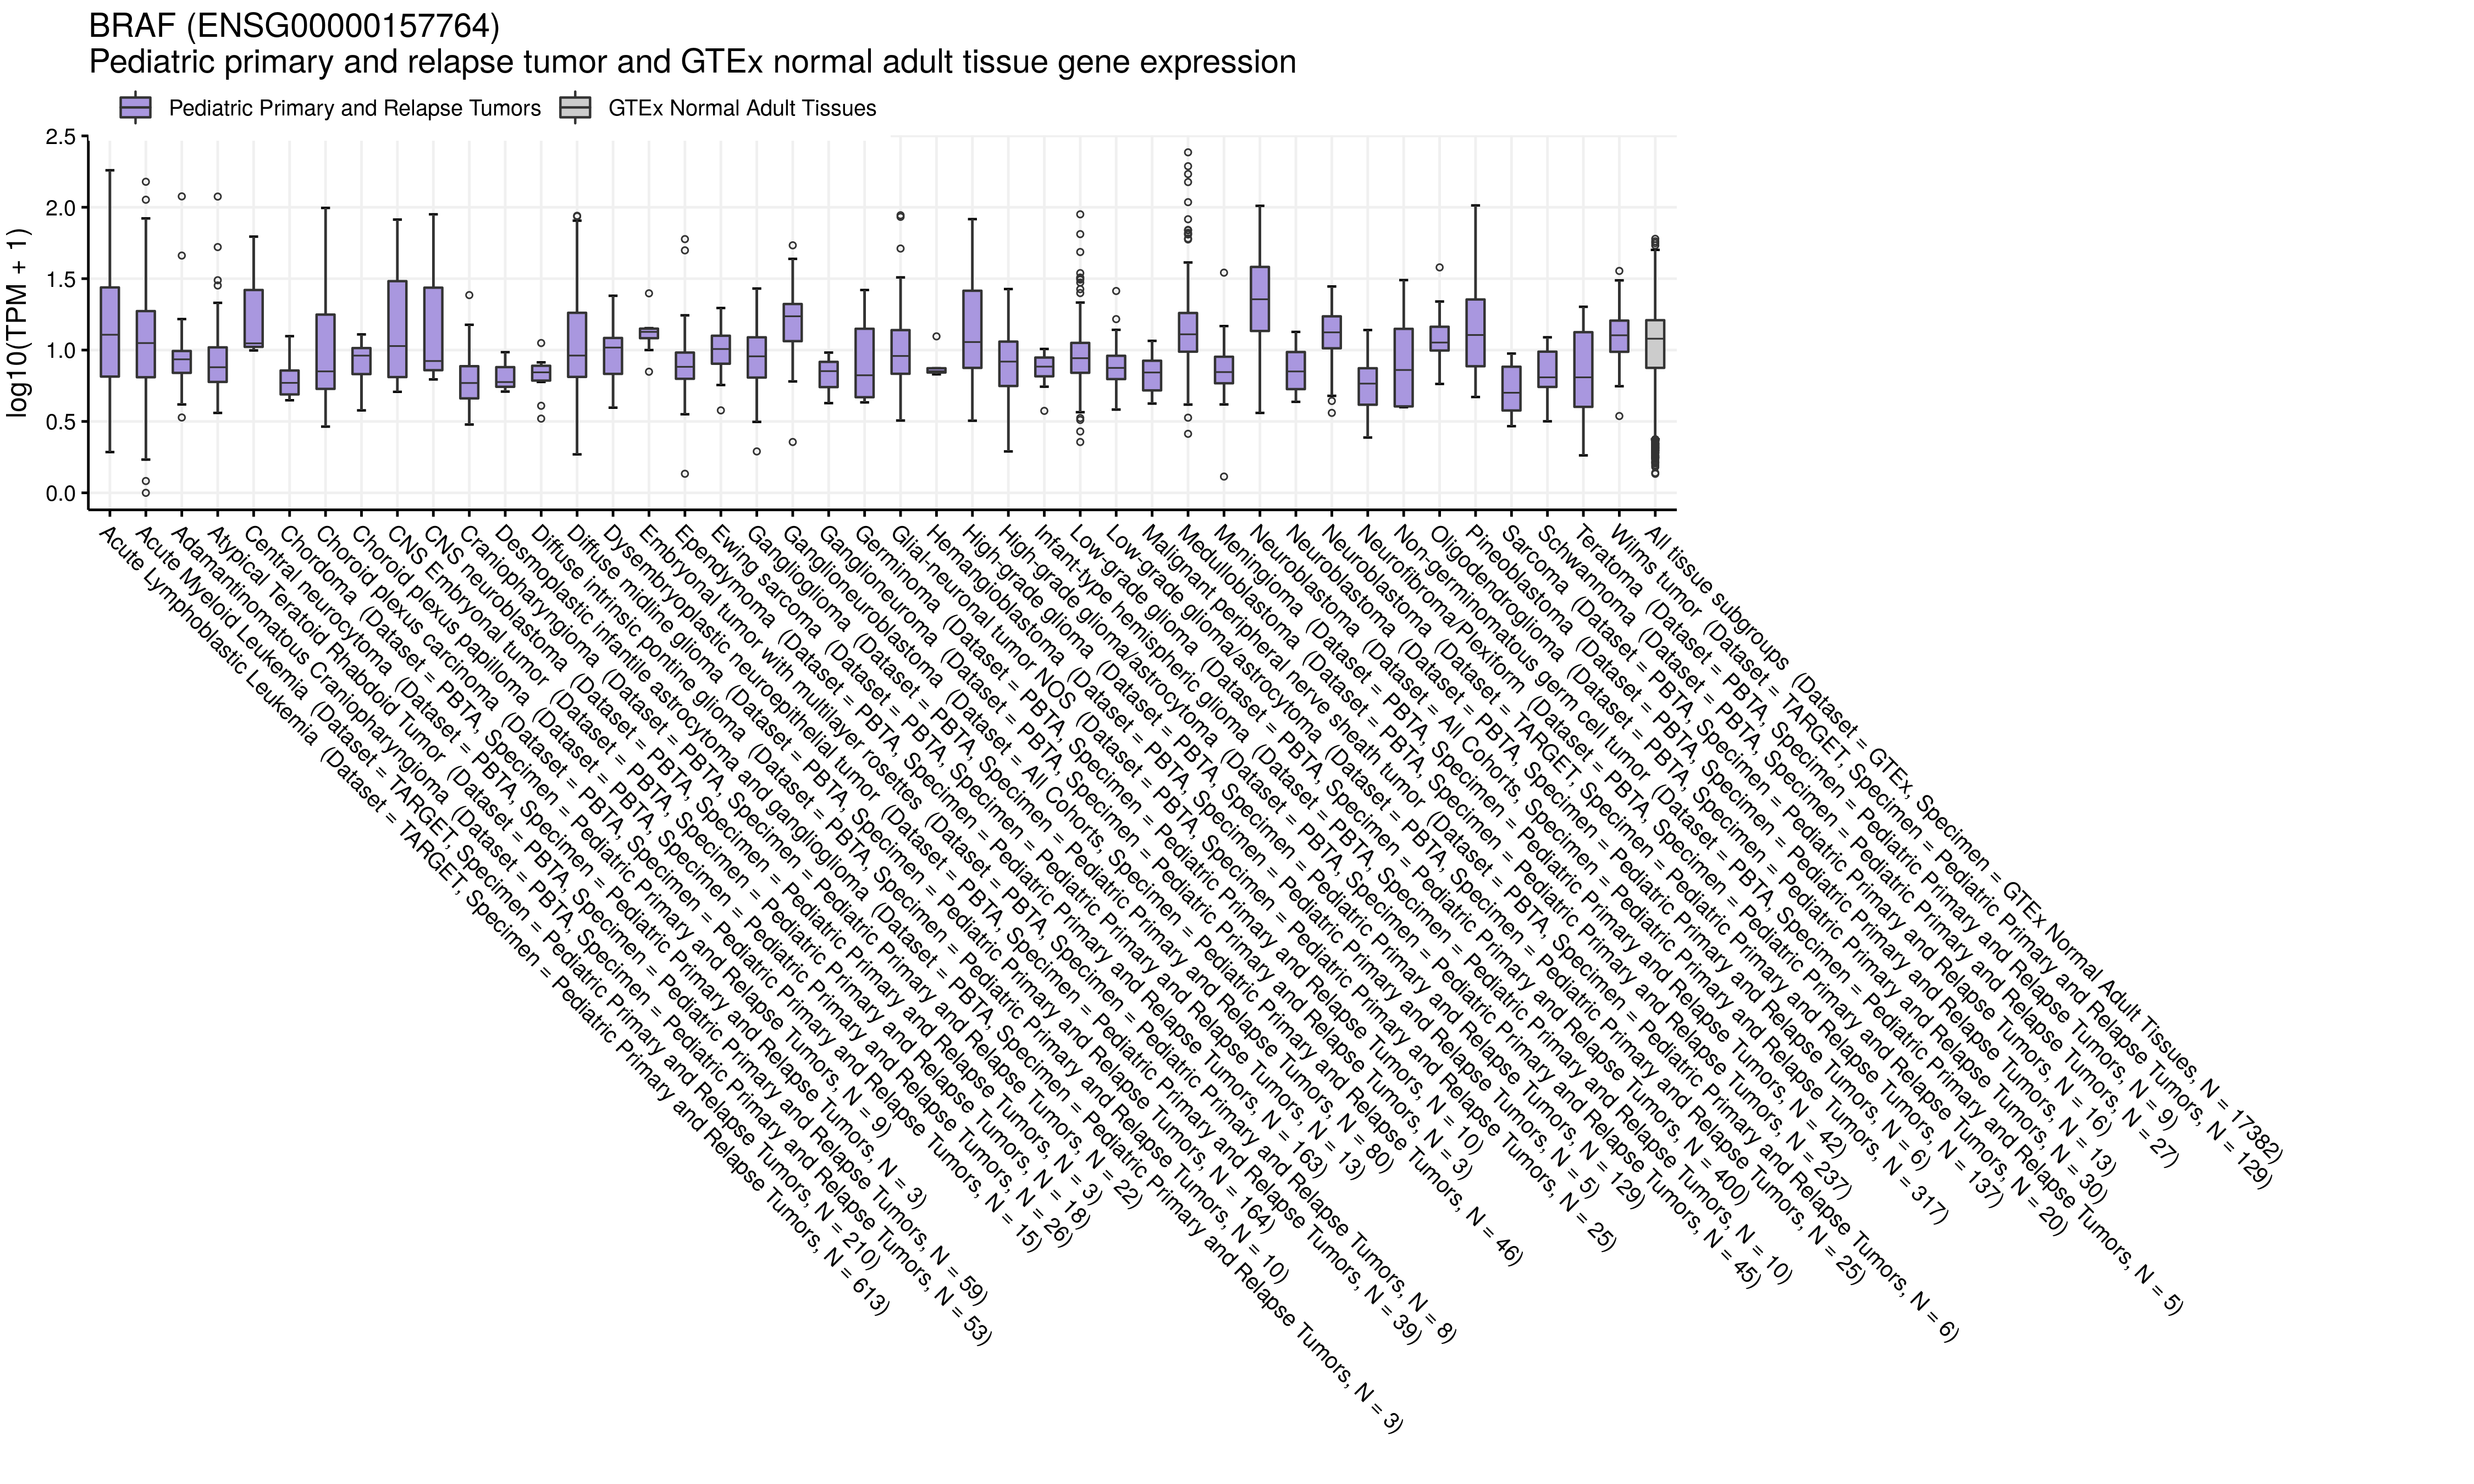 BRAF (ENSG00000157764)
Pediatric primary and relapse tumor and GTEx normal adult tissue gene expression
Pediatric Primary and Relapse Tumors
GTEx Normal Adult Tissues
log10(TPM + 1)
2.5
2.0
1.5
1.0
0.5
0.0
Acute Lymphoblastic Leukemia (Dataset = TARGET, Specimen = Pediatric Primary and Relapse Tumors, N = 613)
Acute Myeloid Leukemia (Dataset = TARGET, Specimen = Pediatric Primary and Relapse Tumors, N = 210)
Adamantinomatous Craniopharyngioma (Dataset = PBTA, Specimen = Pediatric Primary and Relapse Tumors, N = 53)
Atypical Teratoid Rhabdoid Tumor (Dataset = PBTA, Specimen = Pediatric Primary and Relapse Tumors, N = 59)
Central neurocytoma (Dataset = PBTA, Specimen = Pediatric Primary and Relapse Tumors, N = 3)
Chordoma (Dataset = PBTA, Specimen = Pediatric Primary and Relapse Tumors, N = 9)
Choroid plexus carcinoma (Dataset = PBTA, Specimen = Pediatric Primary and Relapse Tumors, N = 15)
Choroid plexus papilloma (Dataset = PBTA, Specimen = Pediatric Primary and Relapse Tumors, N = 26)
CNS Embryonal tumor (Dataset = PBTA, Specimen = Pediatric Primary and Relapse Tumors, N = 18)
CNS neuroblastoma (Dataset = PBTA, Specimen = Pediatric Primary and Relapse Tumors, N = 3)
Craniopharyngioma (Dataset = PBTA, Specimen = Pediatric Primary and Relapse Tumors, N = 22)
Desmoplastic infantile astrocytoma and ganglioglioma (Dataset = PBTA, Specimen = Pediatric Primary and Relapse Tumors, N = 3)
Diffuse intrinsic pontine glioma (Dataset = PBTA, Specimen = Pediatric Primary and Relapse Tumors, N = 10)
Diffuse midline glioma (Dataset = PBTA, Specimen = Pediatric Primary and Relapse Tumors, N = 164)
Dysembryoplastic neuroepithelial tumor (Dataset = PBTA, Specimen = Pediatric Primary and Relapse Tumors, N = 39)
Embryonal tumor with multilayer rosettes (Dataset = PBTA, Specimen = Pediatric Primary and Relapse Tumors, N = 8)
Ependymoma (Dataset = PBTA, Specimen = Pediatric Primary and Relapse Tumors, N = 163)
Ewing sarcoma (Dataset = PBTA, Specimen = Pediatric Primary and Relapse Tumors, N = 13)
Ganglioglioma (Dataset = PBTA, Specimen = Pediatric Primary and Relapse Tumors, N = 80)
Ganglioneuroblastoma (Dataset = All Cohorts, Specimen = Pediatric Primary and Relapse Tumors, N = 46)
Ganglioneuroma (Dataset = PBTA, Specimen = Pediatric Primary and Relapse Tumors, N = 3)
Germinoma (Dataset = PBTA, Specimen = Pediatric Primary and Relapse Tumors, N = 10)
Glial-neuronal tumor NOS (Dataset = PBTA, Specimen = Pediatric Primary and Relapse Tumors, N = 25)
Hemangioblastoma (Dataset = PBTA, Specimen = Pediatric Primary and Relapse Tumors, N = 5)
High-grade glioma (Dataset = PBTA, Specimen = Pediatric Primary and Relapse Tumors, N = 129)
High-grade glioma/astrocytoma (Dataset = PBTA, Specimen = Pediatric Primary and Relapse Tumors, N = 45)
Infant-type hemispheric glioma (Dataset = PBTA, Specimen = Pediatric Primary and Relapse Tumors, N = 10)
Low-grade glioma (Dataset = PBTA, Specimen = Pediatric Primary and Relapse Tumors, N = 400)
Low-grade glioma/astrocytoma (Dataset = PBTA, Specimen = Pediatric Primary and Relapse Tumors, N = 25)
Malignant peripheral nerve sheath tumor (Dataset = PBTA, Specimen = Pediatric Primary and Relapse Tumors, N = 6)
Medulloblastoma (Dataset = PBTA, Specimen = Pediatric Primary and Relapse Tumors, N = 237)
Meningioma (Dataset = PBTA, Specimen = Pediatric Primary and Relapse Tumors, N = 42)
Neuroblastoma (Dataset = All Cohorts, Specimen = Pediatric Primary and Relapse Tumors, N = 317)
Neuroblastoma (Dataset = PBTA, Specimen = Pediatric Primary and Relapse Tumors, N = 6)
Neuroblastoma (Dataset = TARGET, Specimen = Pediatric Primary and Relapse Tumors, N = 137)
Neurofibroma/Plexiform (Dataset = PBTA, Specimen = Pediatric Primary and Relapse Tumors, N = 20)
Non-germinomatous germ cell tumor (Dataset = PBTA, Specimen = Pediatric Primary and Relapse Tumors, N = 5)
Oligodendroglioma (Dataset = PBTA, Specimen = Pediatric Primary and Relapse Tumors, N = 30)
Pineoblastoma (Dataset = PBTA, Specimen = Pediatric Primary and Relapse Tumors, N = 13)
Sarcoma (Dataset = PBTA, Specimen = Pediatric Primary and Relapse Tumors, N = 16)
Schwannoma (Dataset = PBTA, Specimen = Pediatric Primary and Relapse Tumors, N = 27)
Teratoma (Dataset = PBTA, Specimen = Pediatric Primary and Relapse Tumors, N = 9)
Wilms tumor (Dataset = TARGET, Specimen = Pediatric Primary and Relapse Tumors, N = 129)
All tissue subgroups (Dataset = GTEx, Specimen = GTEx Normal Adult Tissues, N = 17382)